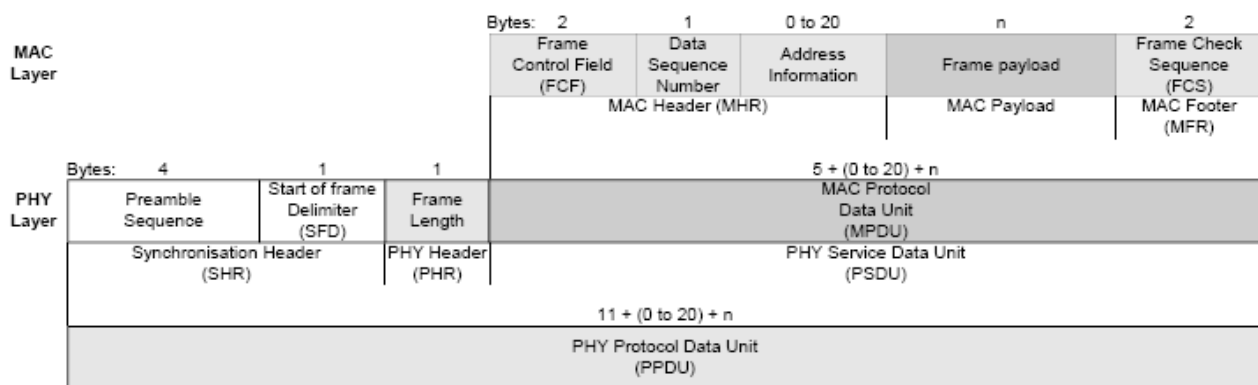 Bytes: 2 1 0 to 20 n 2
MAC
Layer
Frame
Control Field
(FCF)
Data
Sequence
Number
Address
Information
Frame payload
Frame Check
Sequence
(FCS)
MAC Header (MHR)
MAC Payload
MAC Footer
(MFR)
Bytes: 4 1 1 5 + (0 to 20) + n
PHY
Layer
Preamble
Sequence
Start of frame
Delimiter
(SFD)
Frame
Length
MAC Protocol
Data Unit
(MPDU)
Synchronisation Header
(SHR)
PHY Header
(PHR)
PHY Service Data Unit
(PSDU)
11 + (0 to 20) + n
PHY Protocol Data Unit
(PPDU)